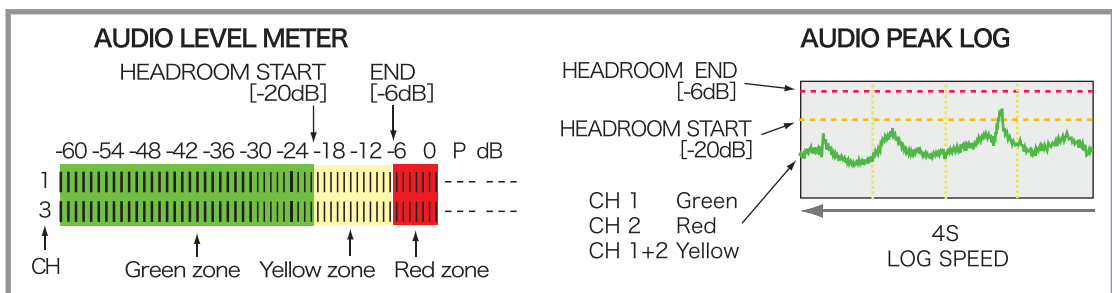 AUDIO LEVEL METER
HEADROOM START
[-20dB]
END
[-6dB]
-60 -54 -48 -42 -36 -30 -24 -18 -12 -6 0 P dB
1
3
CH
Green zone
Yellow zone
Red zone
AUDIO PEAK LOG
HEADROOM END
[-6dB]
HEADROOM START
[-20dB]
CH 1 Green
CH 2 Red
CH 1+2 Yellow
4S
LOG SPEED